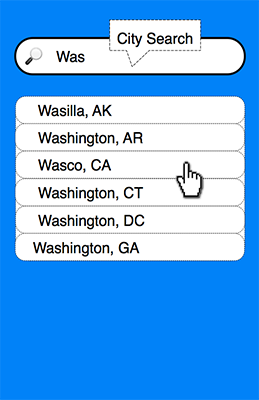 City Search
Was
Wasilla, AK
Washington, AR
Wasco, CA
Washington, CT
Washington, DC
Washington, GA